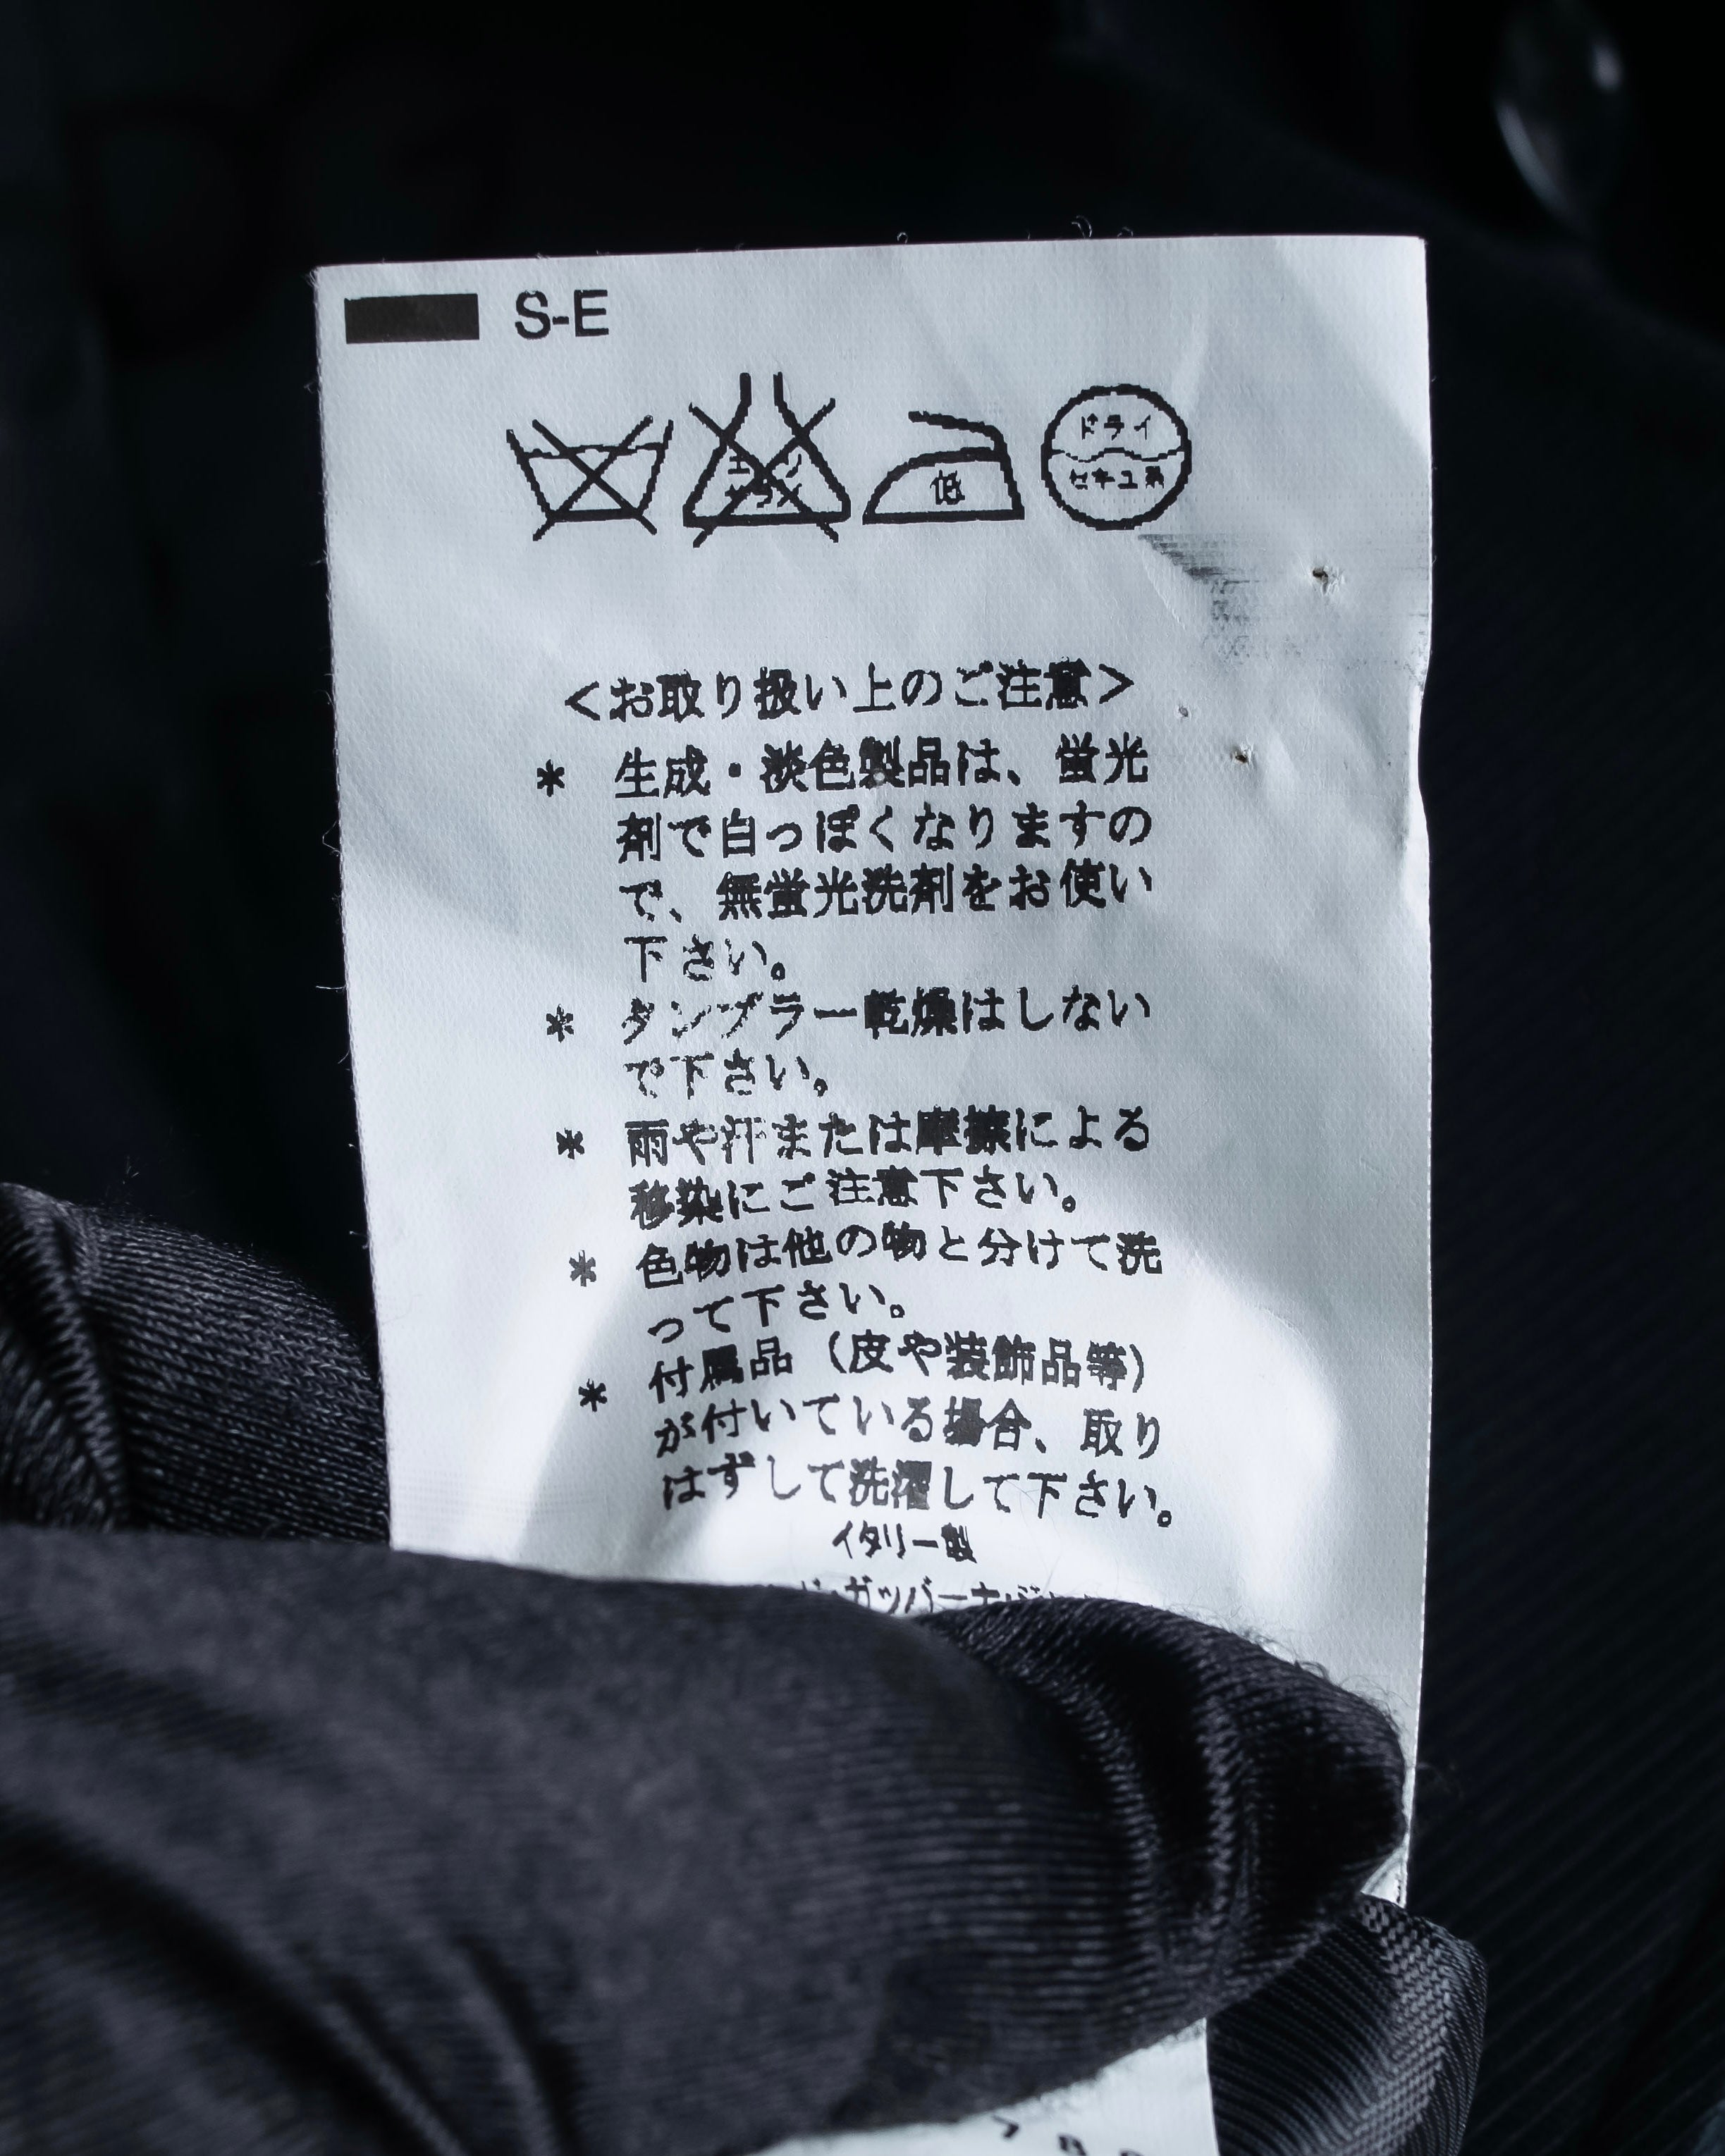 S-E
エンソ
サラシ
低
ドライ
セキユ系
<お取り扱い上のご注意>
* 生成・淡色製品は、蛍光
剤で白っぽくなりますの
で、無蛍光洗剤をお使い
下さい。
* タンブラー乾燥はしない
で下さい。
* 雨や汗または摩擦による
移染にご注意下さい。
* 色物は他の物と分けて洗
って下さい。
* 付属品(皮や装飾品等)
が付いている場合、取り
はずして洗濯して下さい。
イタリー製